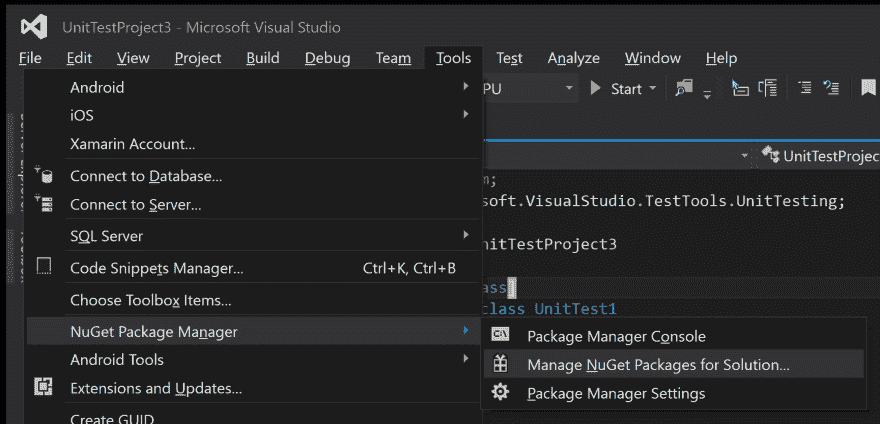 UnitTestProject3 - Microsoft Visual Studio
File Edit View Project Build Debug Team Tools Test Analyze Window Help
PU Start
Android
iOS
Xamarin Account...
Connect to Database...
Connect to Server...
SQL Server
Code Snippets Manager... Ctrl+K, Ctrl+B
Choose Toolbox Items...
NuGet Package Manager
Android Tools
Extensions and Updates...
Create GUID
UnitTestProjec
m;
soft.VisualStudio.TestTools.UnitTesting;
nitTestProject3
ass]
class UnitTest1
Package Manager Console
Manage NuGet Packages for Solution...
Package Manager Settings